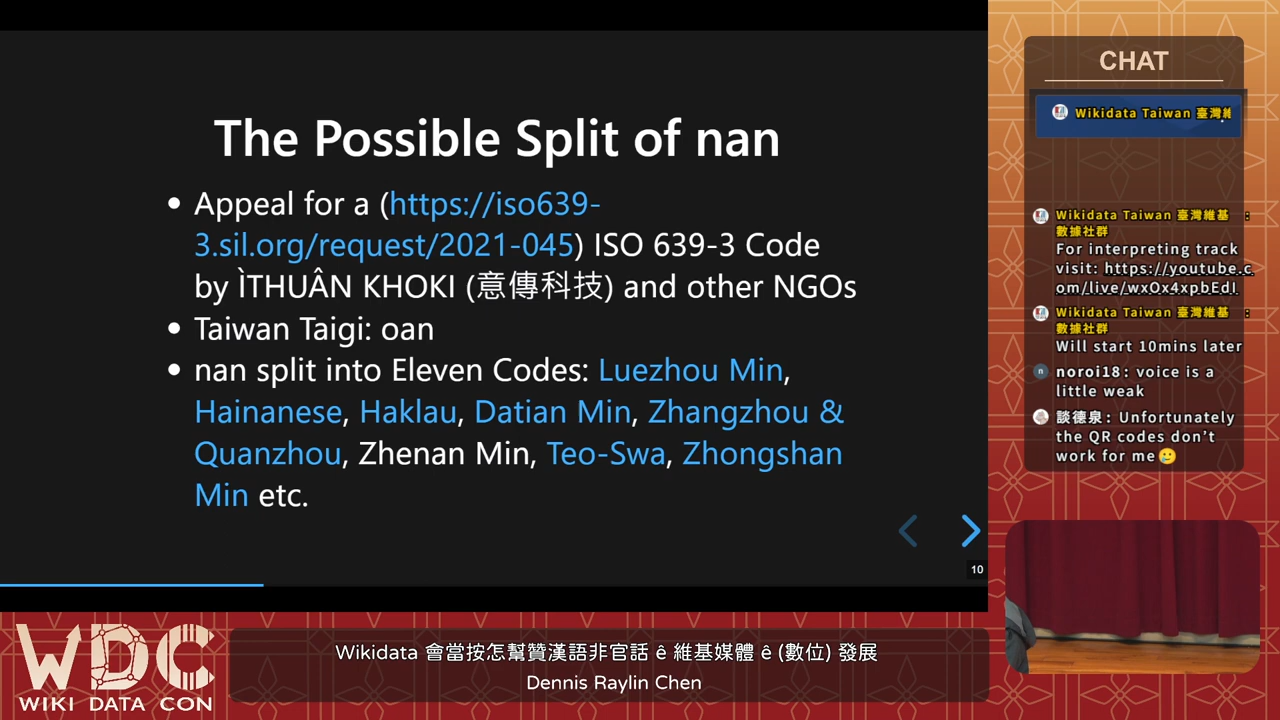 The Possible Split of nan
Appeal for a (https://iso639-
3.sil.org/request/2021-045) ISO 639-3 Code
by ÌTHUÂN KHOKI (意傳科技) and other NGOs
Taiwan Taigi: oan
nan split into Eleven Codes: Luezhou Min,
Hainanese, Haklau, Datian Min, Zhangzhou &
Quanzhou, Zhenan Min, Teo-Swa, Zhongshan
Min etc.
10
CHAT
Wikidata Taiwan 臺灣維
Wikidata Taiwan 臺灣維基
數據社群:
For interpreting track
visit: https://youtube.c
om/live/wxOx4xpbEdI
Wikidata Taiwan 臺灣維基
數據社群:
Will start 10mins later
n noroi18: voice is a
little weak
談德泉: Unfortunately
the QR codes don't
work for me🥲
WDC
WIKI DATA CON
Wikidata 會當按怎幫贊漢語非官話 ê 維基媒體 ê (數位) 發展
Dennis Raylin Chen